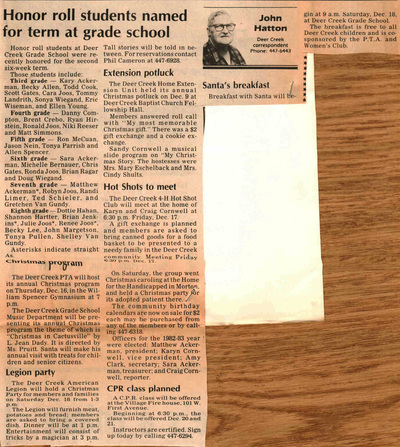 Honor roll students named
for term at grade school
Honor roll students at Deer
Creek Grade School were re-
cently honored for the second
six-week term.
Those students include:
Third grade — Kary Acker-
man, Becky Allen, Todd Cook,
Scott Gates, Cara Joos, Tommy
Landrith, Sonya Wiegand, Eric
Wiseman, and Ellen Young.
Fourth grade — Danny Com-
pton, Brent Crebo, Ryan Hir-
stein, Ronald Joos, Niki Reeser
and Matt Simmons.
Fifth grade — Ron McCuan,
Jason Nein, Tonya Parrish and
Allen Spencer.
Sixth grade — Sara Acker-
man, Michelle Bernauer, Chris
Gates, Ronda Joos, Brian Ragar
and Doug Wiegand.
Seventh grade — Matthew
Ackerman*, Robyn Joos, Randi
Limer, Ted Schieler, and
Gretchen Van Gundy.
Eighth grade — Dottie Hahan,
Shannon Hartter, Brian Jenk-
ins*, Julie Joos*, Renee Joos*,
Becky Lee, John Margetson,
Tonya Pullen, Shelley Van
Gundy.
Asterisks indicate straight
As.
Christmas program
The Deer Creek PTA will host
its annual Christmas program
on Thursday, Dec. 16, in the Wil-
liam Spencer Gymnasium at 7
p.m.
The Deer Creek Grade School
Music Department will be pre-
senting its annual Christmas
program the theme of which is
"Christmas in Cactusville" by
L. Jean Dady. It is directed by
Ms. Pruitt. Santa will make his
annual visit with treats for chil-
dren and senior citizens.
Legion party
The Deer Creek American
Legion will hold a Christmas
Party for members and families
on Saturday Dec. 18 from 1-3
p.m.
The Legion will furnish meat,
potatoes and bread; members
are asked to bring a covered
dish. Dinner will be at 1 p.m.
Entertainment will consist of
tricks by a magician at 3 p.m.
Tall stories will be told in be-
tween. For reservations contact
Phil Garber at 447-6928.
Extension potluck
The Deer Creek Home Exten-
sion Unit held its annual
Christmas potluck on Dec. 9 at
Deer Creek Baptist Church Fel-
lowship Hall.
Members answered roll call
with "My most memorable
Christmas gift." There was a $2
gift exchange and a cookie ex-
change.
Sandy Cornwell a musical
slide program on "My Christ-
mas Story. The hostesses were
Mrs. Mary Eschelback and Mrs.
Cindy Shults.
Hot Shots to meet
The Deer Creek 4-H Hot Shot
Club will meet at the home of
Karyn and Craig Cornwell at
6:30 p.m. Friday, Dec. 17.
A gift exchange is planned
and members are asked to
bring canned goods for a food
basket to be presented to a
needy family in the Deer Creek
community. Meeting Friday
6:30 p.m. Dec. 17.
On Saturday, the group went
Christmas caroling at the Home
for the Handicapped in Morton,
and held a Christmas party for
its adopted patient there.
The community birthday
calendars are now on sale for $2
each may be purchased from
any of the members or by call-
ing 447-6318.
Officers for the 1982-83 year
were elected: Matthew Acker-
man, president; Karyn Corn-
well, vice president; Amy
Clark, secretary, Sara Acker-
man, treasurer; and Craig Corn-
well, reporter.
CPR class planned
A C.P.R. class will be offered
at the Village Fire house, 101 W.
First Avenue.
Beginning at 6:30 p.m., the
class will be offered Dec. 20 and
21.
Instructors are certified. Sign
up today by calling 447-6294.
John
Hatton
Deer Creek
correspondent
Phone: 447-6442
Santa's breakfast
Breakfast with Santa will be-
gin at 9 a.m. Saturday, Dec. 18,
at Deer Creek Grade School.
The breakfast is free to all
Deer Creek children and is co-
sponsored by the P.T.A. and
Women's Club.